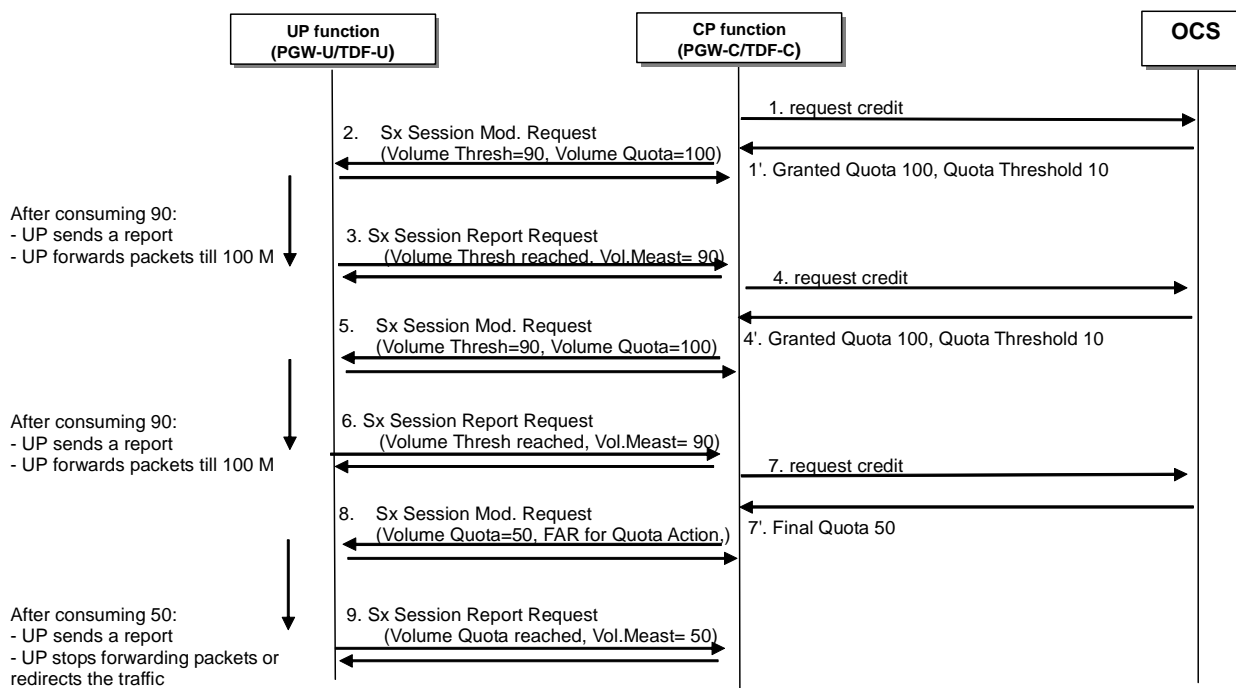 UP function
(PGW-U/TDF-U)
CP function
(PGW-C/TDF-C)
OCS
1. request credit
2. Sx Session Mod. Request
(Volume Thresh=90, Volume Quota=100)
1'. Granted Quota 100, Quota Threshold 10
After consuming 90:
- UP sends a report
- UP forwards packets till 100 M
3. Sx Session Report Request
(Volume Thresh reached, Vol.Meast= 90)
4. request credit
5. Sx Session Mod. Request
(Volume Thresh=90, Volume Quota=100)
4'. Granted Quota 100, Quota Threshold 10
After consuming 90:
- UP sends a report
- UP forwards packets till 100 M
6. Sx Session Report Request
(Volume Thresh reached, Vol.Meast= 90)
7. request credit
8. Sx Session Mod. Request
(Volume Quota=50, FAR for Quota Action,)
7'. Final Quota 50
After consuming 50:
- UP sends a report
- UP stops forwarding packets or
redirects the traffic
9. Sx Session Report Request
(Volume Quota reached, Vol.Meast= 50)